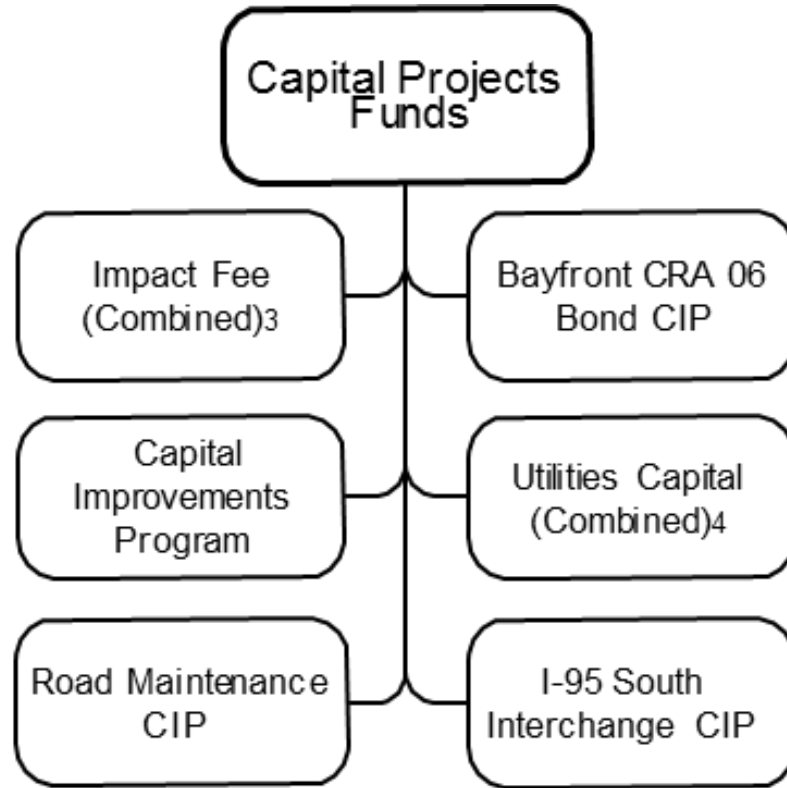 Capital Projects
Funds
Impact Fee
(Combined)3
Bayfront CRA 06
Bond CIP
Capital
Improvements
Program
Utilities Capital
(Combined)4
Road Maintenance
CIP
I-95 South
Interchange CIP